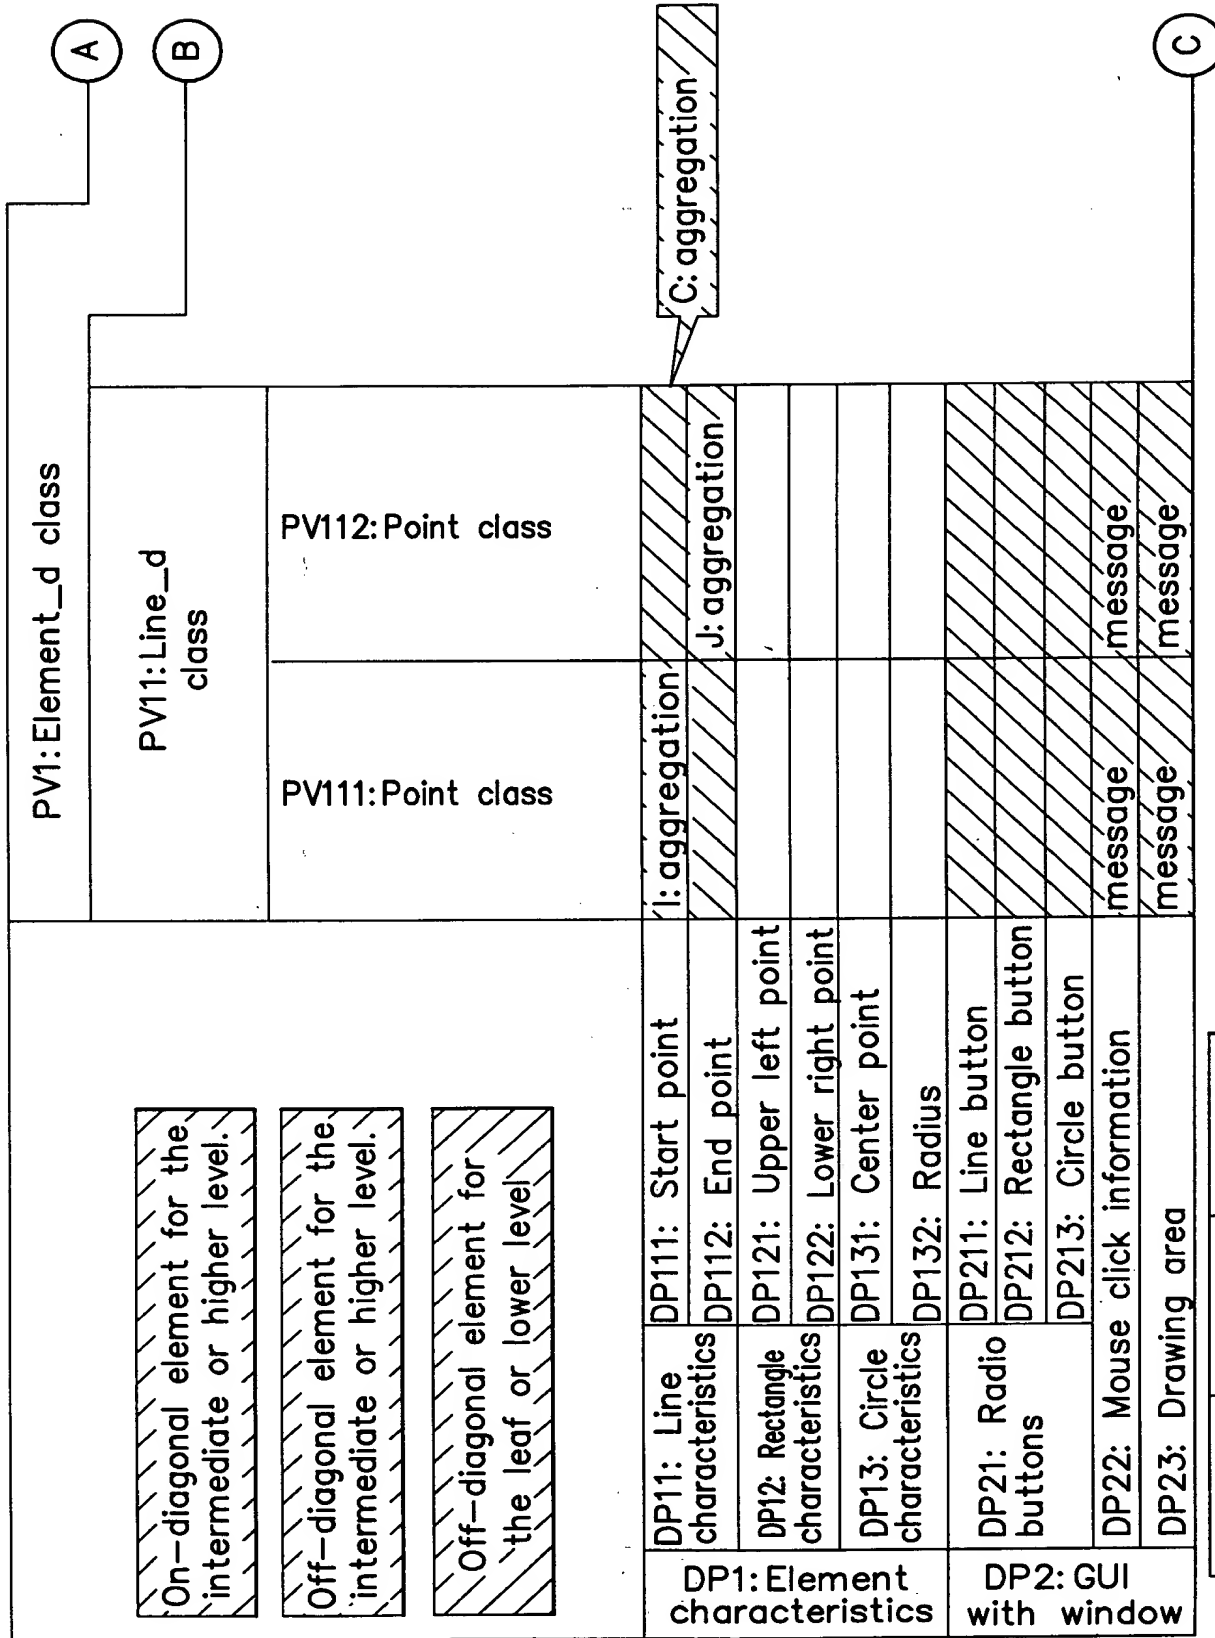 PV1:Element_d class
A
PV11:Line_d
class
B
PV111:Point class
PV112:Point class
On-diagonal element for the
intermediate or higher level.
Off-diagonal element for the
intermediate or higher level.
Off-diagonal element for
the leaf or lower level
DP1:Element
characteristics
DP11: Line
characteristics
DP111: Start point
I:aggregation
C:aggregation
DP112: End point
J:aggregation
DP12: Rectangle
characteristics
DP121: Upper left point
DP122: Lower right point
DP13: Circle
characteristics
DP131: Center point
DP132: Radius
DP2:GUI
with window
DP21: Radio
buttons
DP211: Line button
DP212: Rectangle button
DP213: Circle button
DP22: Mouse click information
message
message
DP23: Drawing area
message
message
C